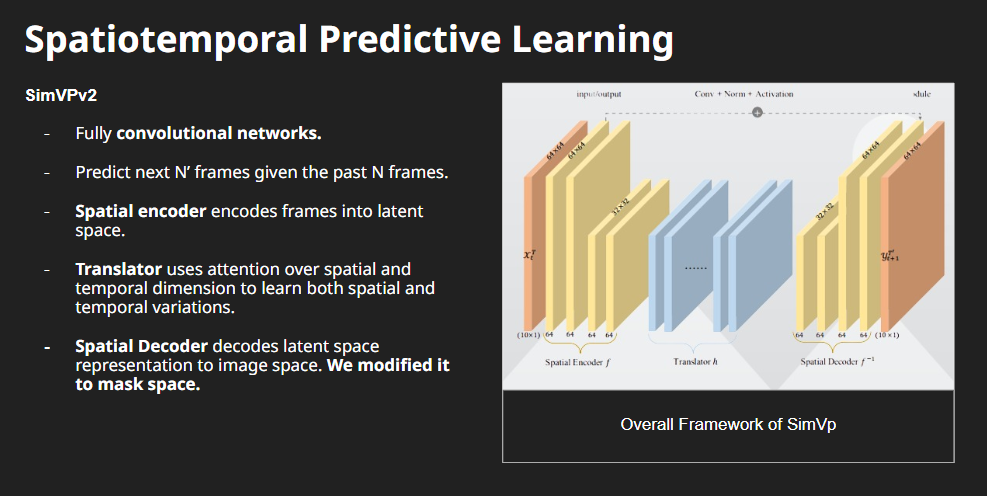 Spatiotemporal Predictive Learning
SimVPv2
- Fully convolutional networks.
- Predict next N’ frames given the past N frames.
- Spatial encoder encodes frames into latent
space.
- Translator uses attention over spatial and
temporal dimension to learn both spatial and
temporal variations.
- Spatial Decoder decodes latent space
representation to image space. We modified it
to mask space.
input/output Conv + Norm + Activation
+
64×64 64×64 64×64 64×64
32×32 32×32
......
(10×1) 64 64 64 64 64 64 64 64 (10×1)
Spatial Encoder f Translator h Spatial Decoder f⁻¹
Overall Framework of SimVp